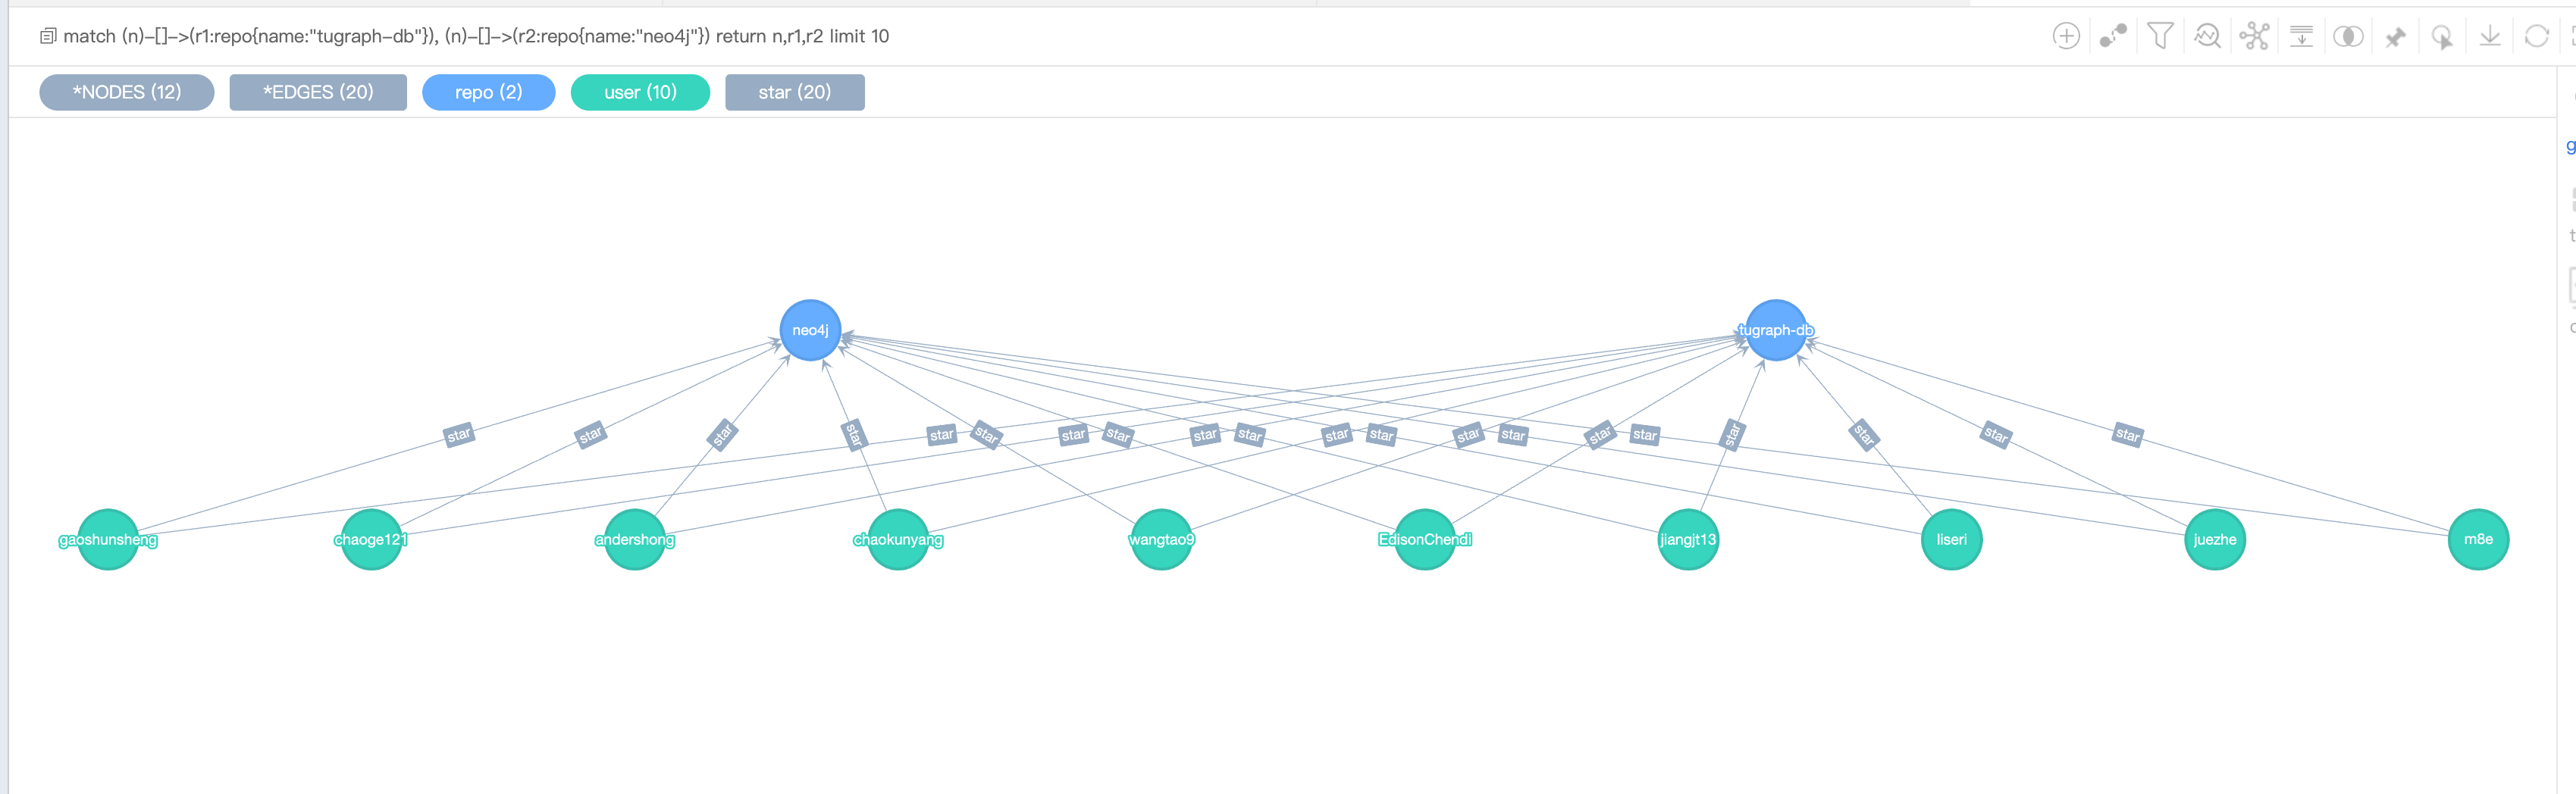 match (n)-[]->(r1:repo{name:"tugraph-db"}), (n)-[]->(r2:repo{name:"neo4j"}) return n,r1,r2 limit 10
*NODES (12) *EDGES (20) repo (2) user (10) star (20)
neo4j tugraph-db
star star star star star star star star star star star star star star star star star star star star
gaoshunsheng chaoge121 andershong chaokunyang wangtao9 EdisonChendi jiangjt13 liseri juezhe m8e